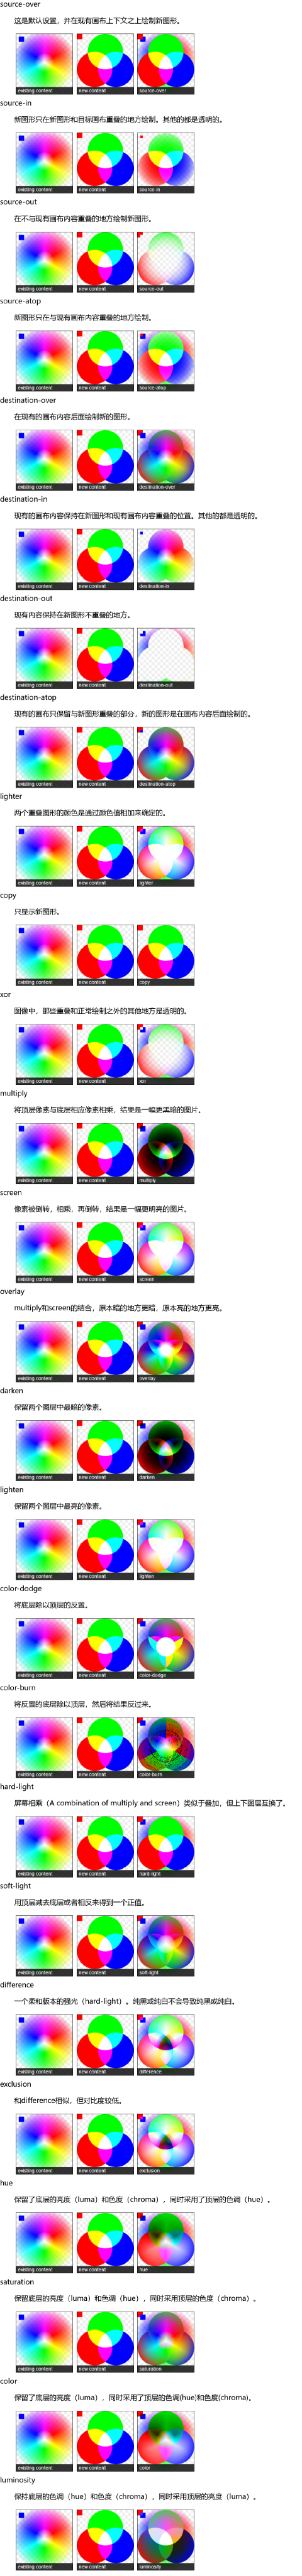 source-over
这是默认设置，并在现有画布上下文之上绘制新图形。
existing content new content source-over
source-in
新图形只在新图形和目标画布重叠的地方绘制。其他的都是透明的。
existing content new content source-in
source-out
在不与现有画布内容重叠的地方绘制新图形。
existing content new content source-out
source-atop
新图形只在与现有画布内容重叠的地方绘制。
existing content new content source-atop
destination-over
在现有的画布内容后面绘制新的图形。
existing content new content destination-over
destination-in
现有的画布内容保持在新图形和现有画布内容重叠的位置。其他的都是透明的。
existing content new content destination-in
destination-out
现有内容保持在新图形不重叠的地方。
existing content new content destination-out
destination-atop
现有的画布只保留与新图形重叠的部分，新的图形是在画布内容后面绘制的。
existing content new content destination-atop
lighter
两个重叠图形的颜色是通过颜色值相加来确定的。
existing content new content lighter
copy
只显示新图形。
existing content new content copy
xor
图像中，那些重叠和正常绘制之外的其他地方是透明的。
existing content new content xor
multiply
将顶层像素与底层相应像素相乘，结果是一幅更黑暗的图片。
existing content new content multiply
screen
像素被倒转，相乘，再倒转，结果是一幅更明亮的图片。
existing content new content screen
overlay
multiply和screen的结合，原本暗的地方更暗，原本亮的地方更亮。
existing content new content overlay
darken
保留两个图层中最暗的像素。
existing content new content darken
lighten
保留两个图层中最亮的像素。
existing content new content lighten
color-dodge
将底层除以顶层的反置。
existing content new content color-dodge
color-burn
将反置的底层除以顶层，然后将结果反过来。
existing content new content color-burn
hard-light
屏幕相乘（A combination of multiply and screen）类似于叠加，但上下图层互换了。
existing content new content hard-light
soft-light
用顶层减去底层或者相反来得到一个正值。
existing content new content soft-light
difference
一个柔和版本的强光（hard-light）。纯黑或纯白不会导致纯黑或纯白。
existing content new content difference
exclusion
和difference相似，但对比度较低。
existing content new content exclusion
hue
保留了底层的亮度（luma）和色度（chroma），同时采用了顶层的色调（hue）。
existing content new content hue
saturation
保留底层的亮度（luma）和色调（hue），同时采用顶层的色度（chroma）。
existing content new content saturation
color
保留了底层的亮度（luma），同时采用了顶层的色调(hue)和色度(chroma)。
existing content new content color
luminosity
保持底层的色调（hue）和色度（chroma），同时采用顶层的亮度（luma）。
existing content new content luminosity